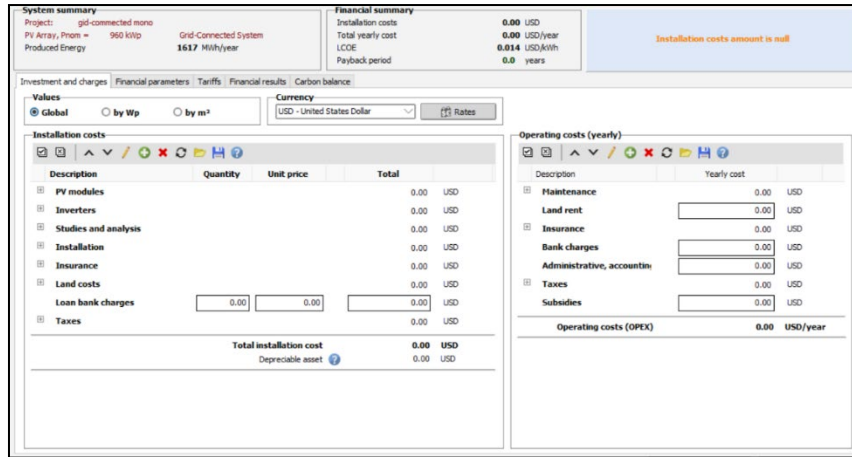 System summary
Project: gid-commected mono
PV Array, Pnom = 960 kWp Grid-Connected System
Produced Energy 1617 MWh/year
Financial summary
Installation costs 0.00 USD
Total yearly cost 0.00 USD/year
LCOE 0.014 USD/kWh
Payback period 0.0 years
Installation costs amount is null
Investment and charges Financial parameters Tariffs Financial results Carbon balance
Values
Global by Wp by m²
Currency
USD - United States Dollar Rates
Installation costs
Description Quantity Unit price Total
PV modules 0.00 USD
Inverters 0.00 USD
Studies and analysis 0.00 USD
Installation 0.00 USD
Insurance 0.00 USD
Land costs 0.00 USD
Loan bank charges 0.00 0.00 0.00 USD
Taxes 0.00 USD
Total installation cost 0.00 USD
Depreciable asset 0.00 USD
Operating costs (yearly)
Description Yearly cost
Maintenance 0.00 USD
Land rent 0.00 USD
Insurance 0.00 USD
Bank charges 0.00 USD
Administrative, accounting 0.00 USD
Taxes 0.00 USD
Subsidies 0.00 USD
Operating costs (OPEX) 0.00 USD/year